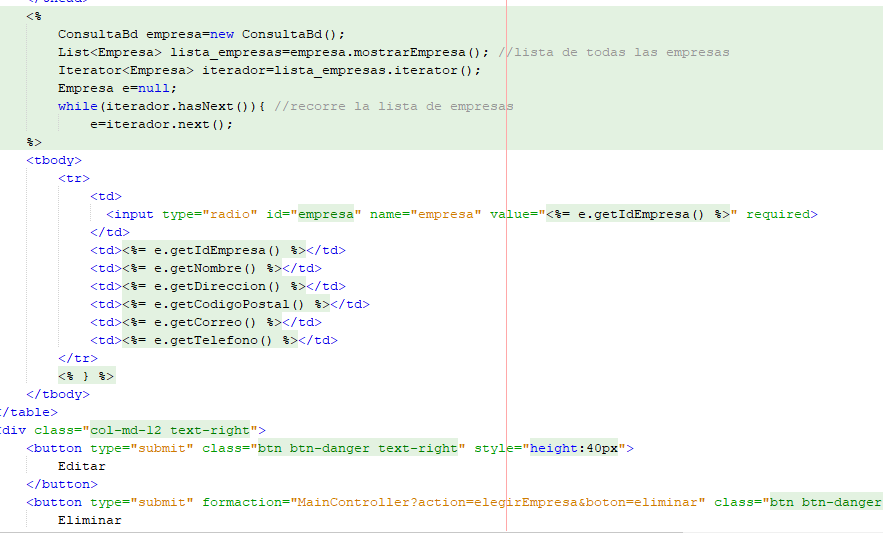 </thead>
<%
ConsultaBd empresa=new ConsultaBd();
List<Empresa> lista_empresas=empresa.mostrarEmpresa(); //lista de todas las empresas
Iterator<Empresa> iterador=lista_empresas.iterator();
Empresa e=null;
while(iterador.hasNext()){ //recorre la lista de empresas
e=iterador.next();
%>
<tbody>
<tr>
<td>
<input type="radio" id="empresa" name="empresa" value="<%= e.getIdEmpresa() %>" required>
</td>
<td><%= e.getIdEmpresa() %></td>
<td><%= e.getNombre() %></td>
<td><%= e.getDireccion() %></td>
<td><%= e.getCodigoPostal() %></td>
<td><%= e.getCorreo() %></td>
<td><%= e.getTelefono() %></td>
</tr>
<% } %>
</tbody>
/table>
div class="col-md-12 text-right">
<button type="submit" class="btn btn-danger text-right" style="height:40px">
Editar
</button>
<button type="submit" formaction="MainController?action=elegirEmpresa&boton=eliminar" class="btn btn-danger
Eliminar